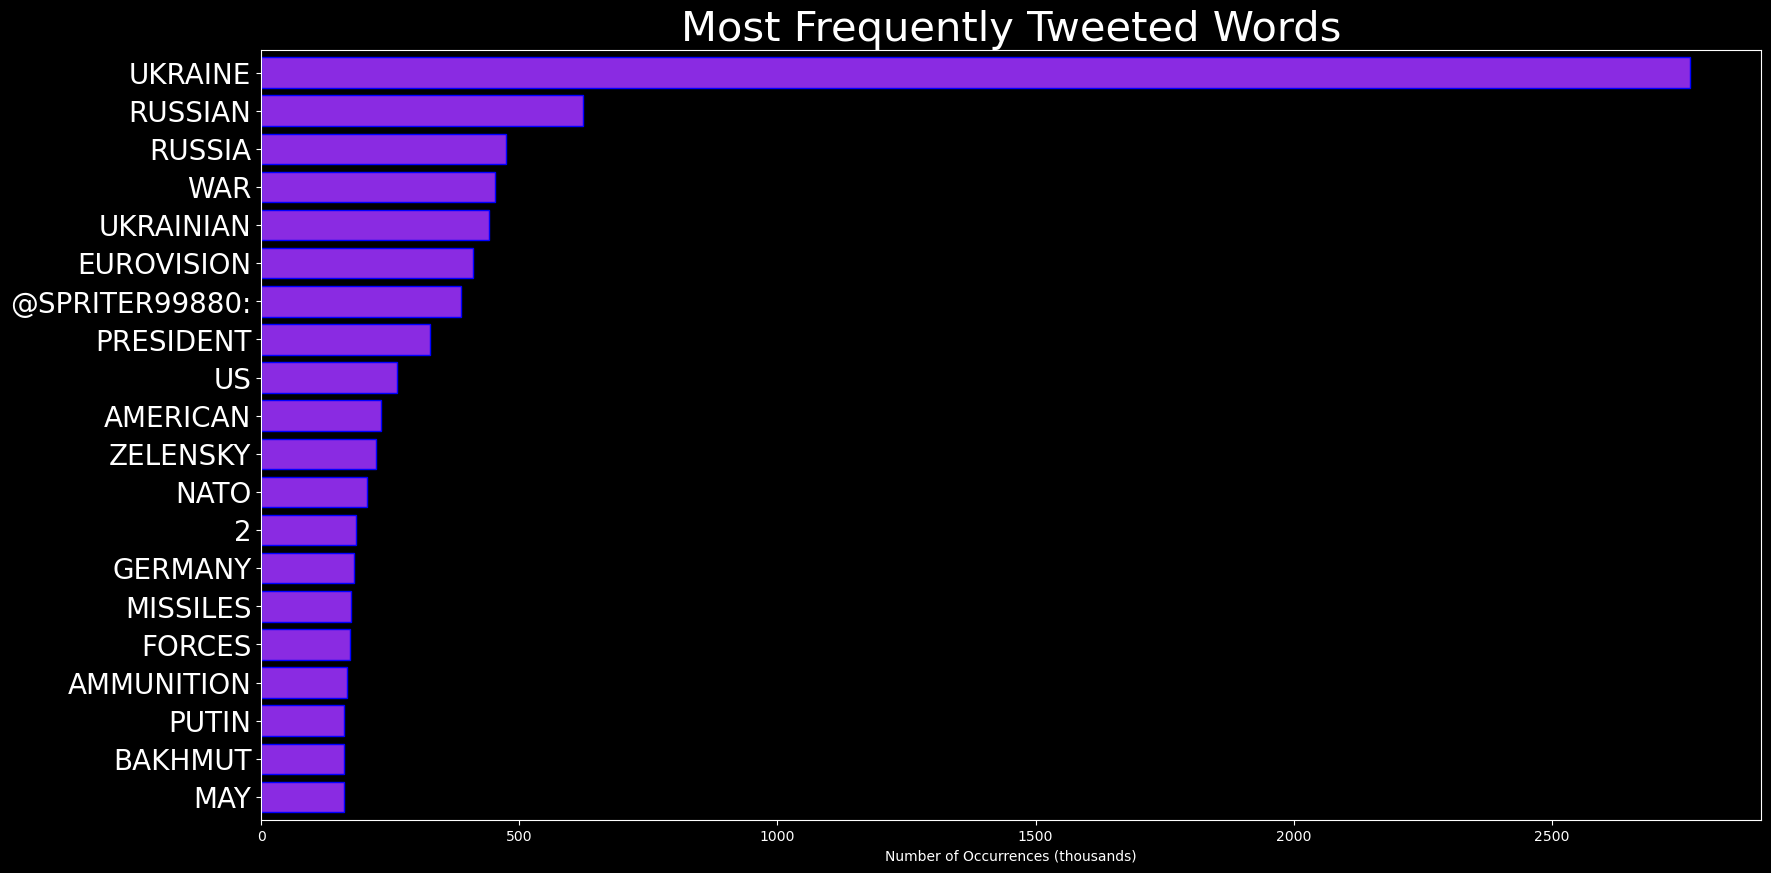 Most Frequently Tweeted Words
UKRAINE
RUSSIAN
RUSSIA
WAR
UKRAINIAN
EUROVISION
@SPRITER99880:
PRESIDENT
US
AMERICAN
ZELENSKY
NATO
2
GERMANY
MISSILES
FORCES
AMMUNITION
PUTIN
BAKHMUT
MAY
0 500 1000 1500 2000 2500
Number of Occurrences (thousands)